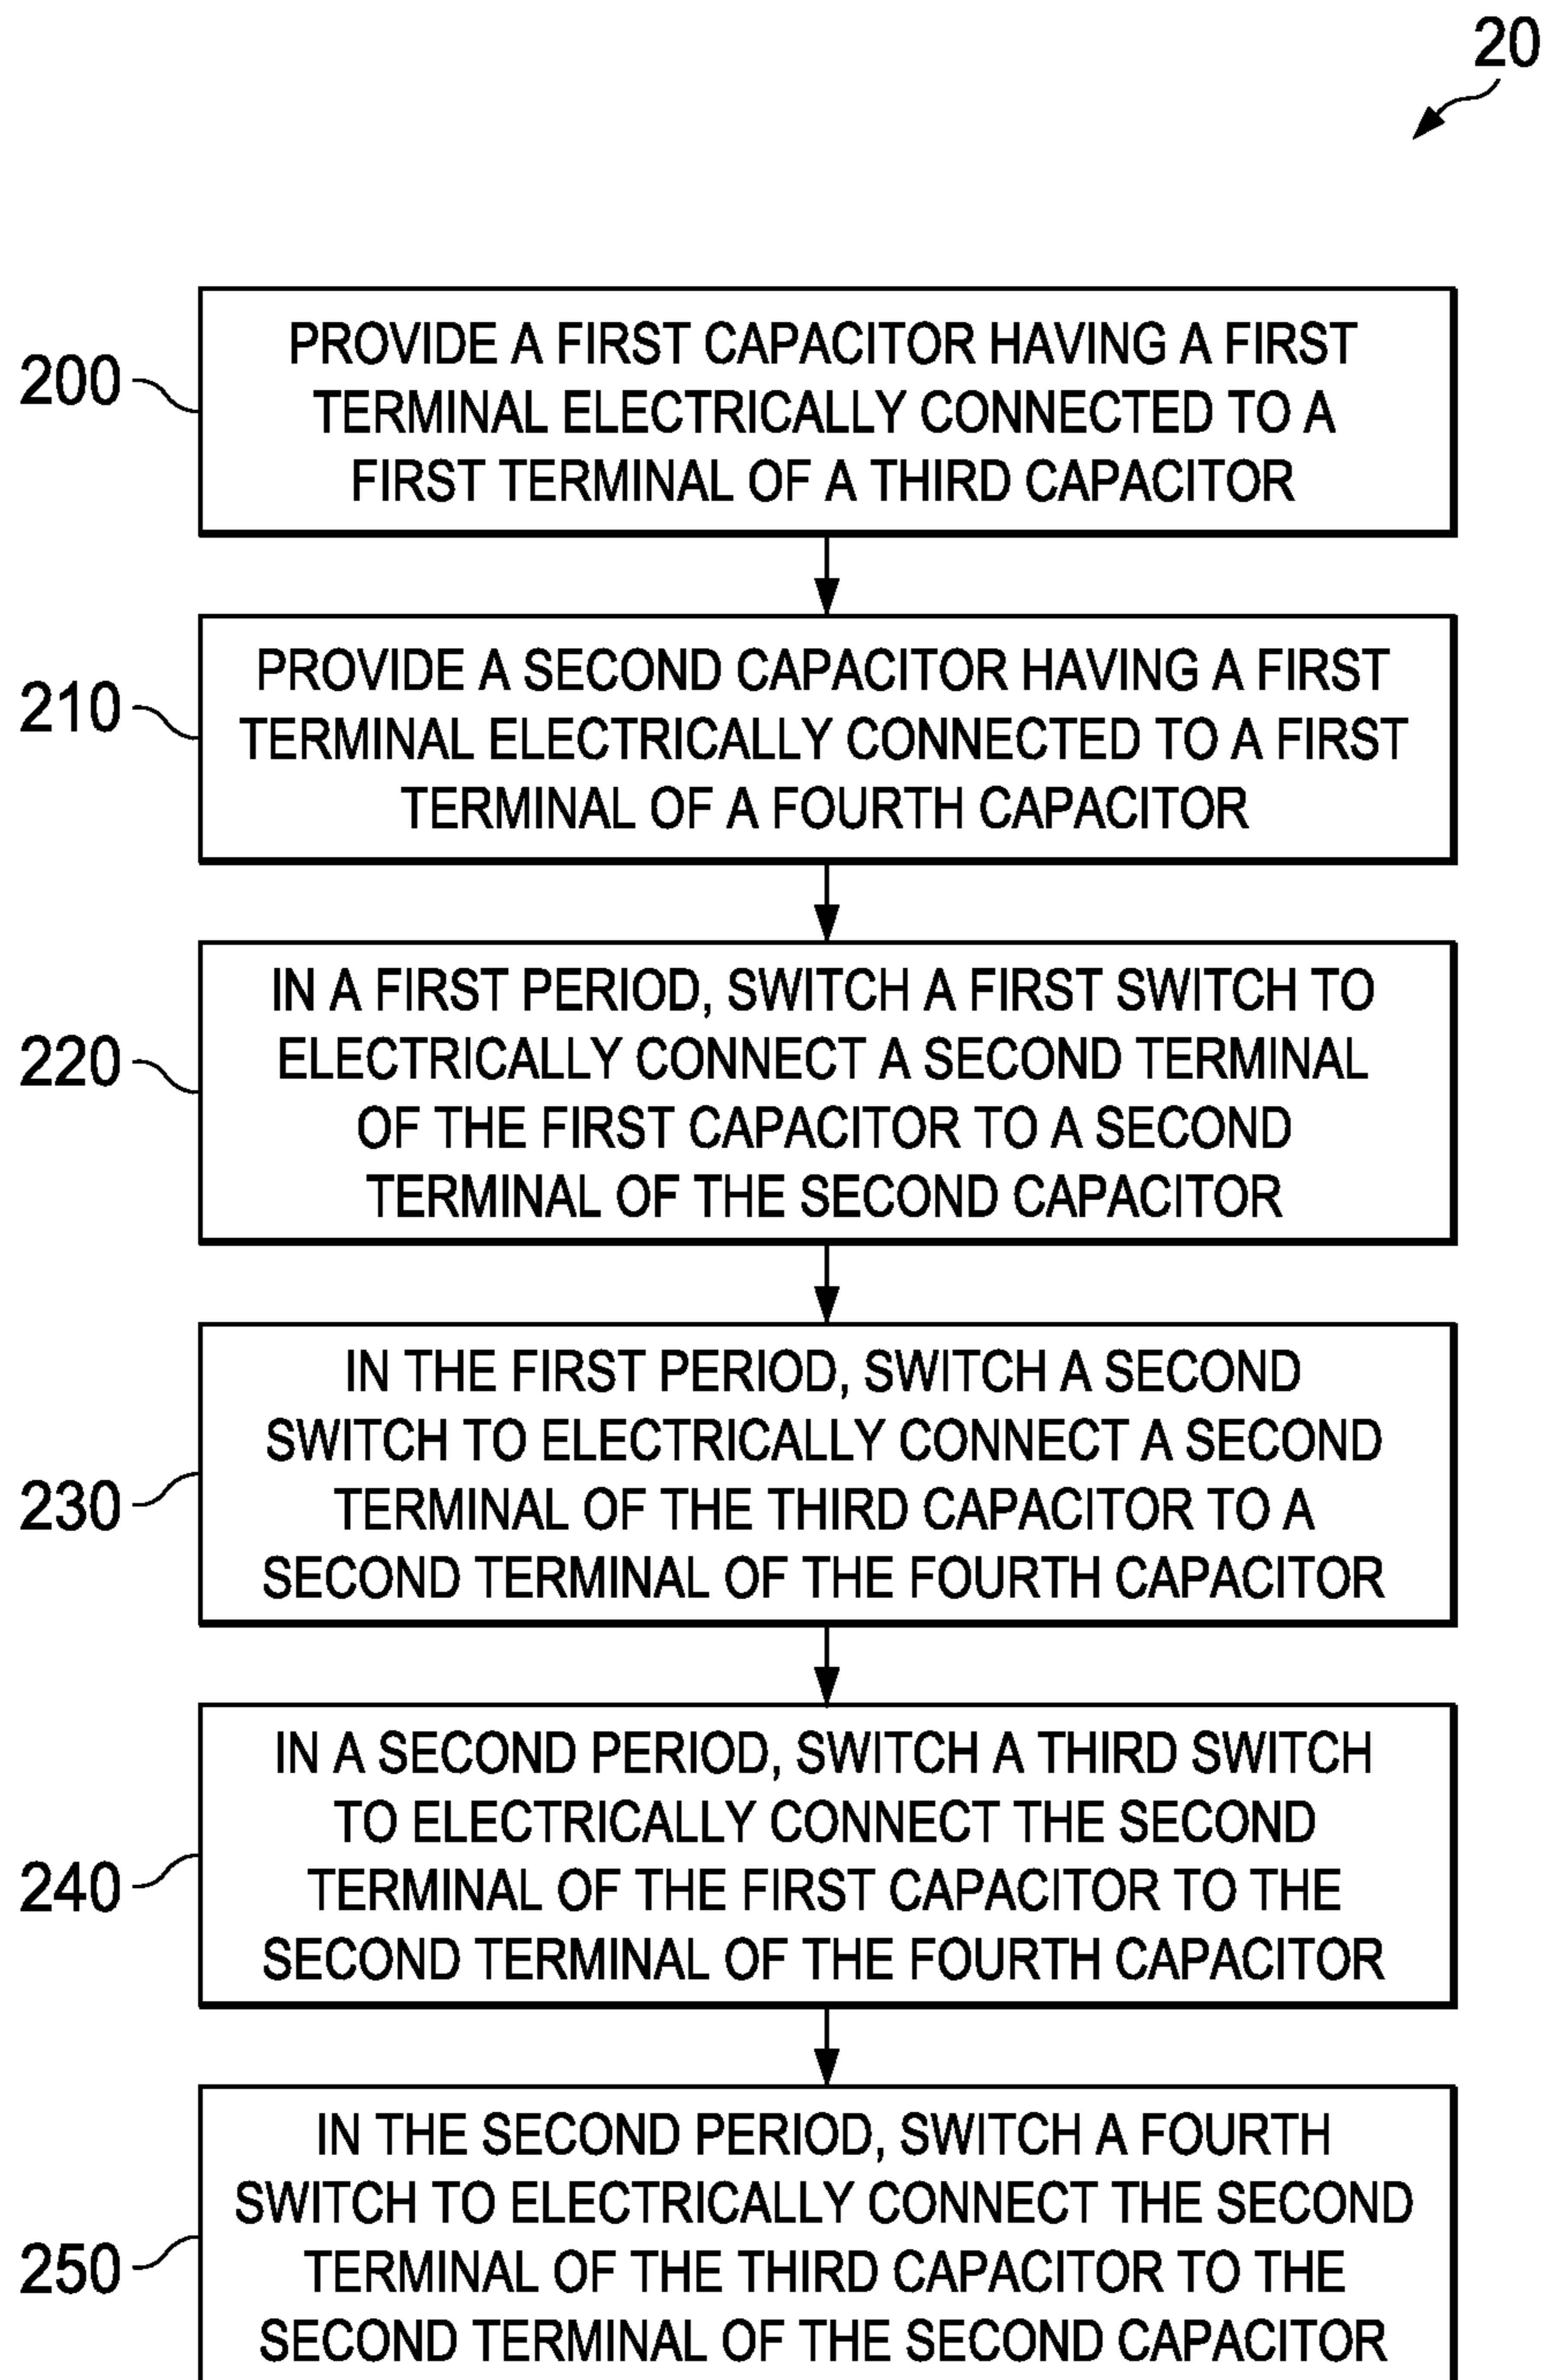 20
200
PROVIDE A FIRST CAPACITOR HAVING A FIRST
TERMINAL ELECTRICALLY CONNECTED TO A
FIRST TERMINAL OF A THIRD CAPACITOR
210
PROVIDE A SECOND CAPACITOR HAVING A FIRST
TERMINAL ELECTRICALLY CONNECTED TO A FIRST
TERMINAL OF A FOURTH CAPACITOR
220
IN A FIRST PERIOD, SWITCH A FIRST SWITCH TO
ELECTRICALLY CONNECT A SECOND TERMINAL
OF THE FIRST CAPACITOR TO A SECOND
TERMINAL OF THE SECOND CAPACITOR
230
IN THE FIRST PERIOD, SWITCH A SECOND
SWITCH TO ELECTRICALLY CONNECT A SECOND
TERMINAL OF THE THIRD CAPACITOR TO A
SECOND TERMINAL OF THE FOURTH CAPACITOR
240
IN A SECOND PERIOD, SWITCH A THIRD SWITCH
TO ELECTRICALLY CONNECT THE SECOND
TERMINAL OF THE FIRST CAPACITOR TO THE
SECOND TERMINAL OF THE FOURTH CAPACITOR
250
IN THE SECOND PERIOD, SWITCH A FOURTH
SWITCH TO ELECTRICALLY CONNECT THE SECOND
TERMINAL OF THE THIRD CAPACITOR TO THE
SECOND TERMINAL OF THE SECOND CAPACITOR